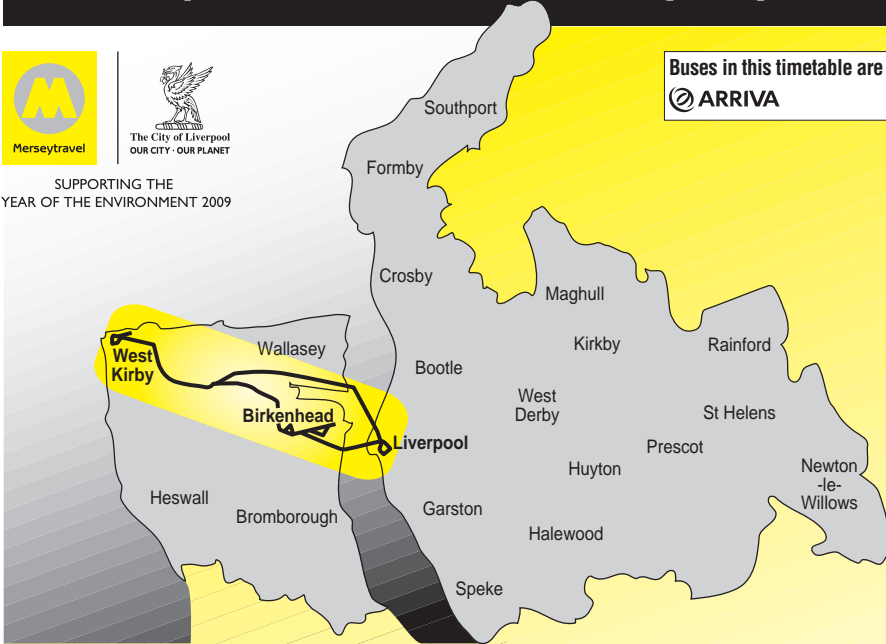 Merseytravel
The City of Liverpool
OUR CITY · OUR PLANET
SUPPORTING THE
YEAR OF THE ENVIRONMENT 2009
Buses in this timetable are
ARRIVA
Southport
Formby
Crosby
Maghull
Kirkby
Rainford
Wallasey
West
Kirby
Bootle
West
Derby
St Helens
Birkenhead
Liverpool
Prescot
Huyton
Newton
-le-
Willows
Heswall
Bromborough
Garston
Halewood
Speke